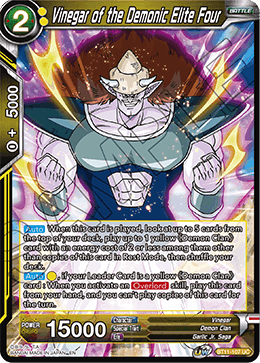 2
Vinegar of the Demonic Elite Four
BATTLE
+ 5000
Auto When this card is played, look at up to 5 cards from
the top of your deck, play up to 1 yellow ‹Demon Clan›
card with an energy cost of 2 or less among them other
than copies of this card in Rest Mode, then shuffle your
deck.
Auto , if your Leader Card is a yellow ‹Demon Clan›
card : When you activate an Overlord skill, play this card
from your hand, and you can't play copies of this card for
the turn.
POWER
15000
Character Vinegar
Special Trait Demon Clan
Era Garlic Jr. Saga
BT11-107 UC